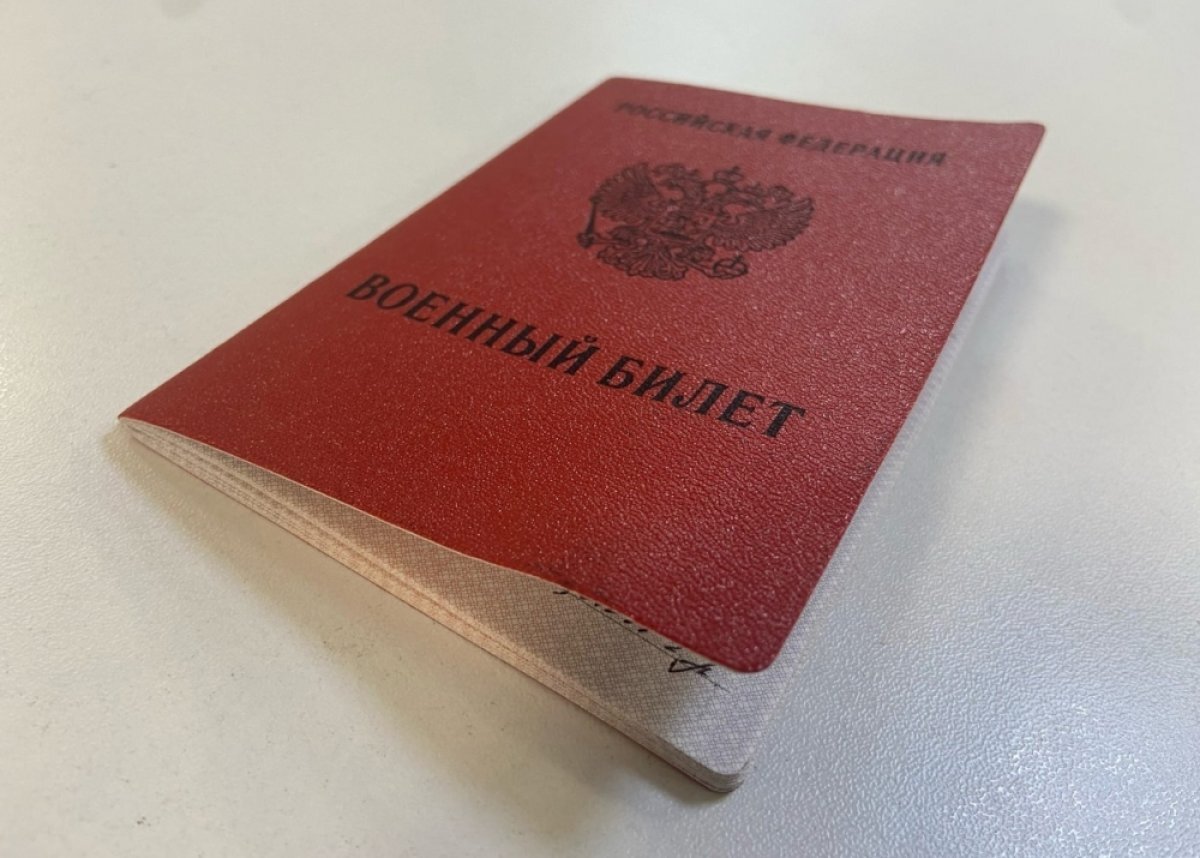 РОССИЙСКАЯ ФЕДЕРАЦИЯ
ВОЕННЫЙ БИЛЕТ